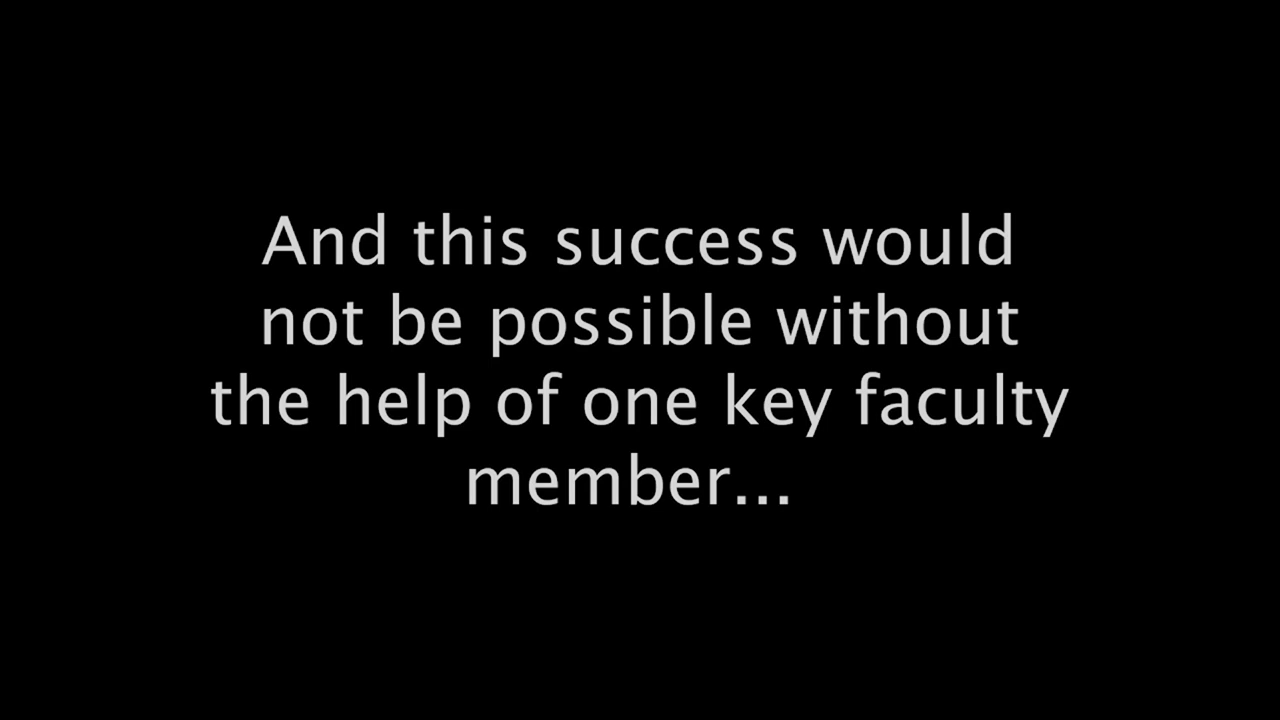 And this success would
not be possible without
the help of one key faculty
member...